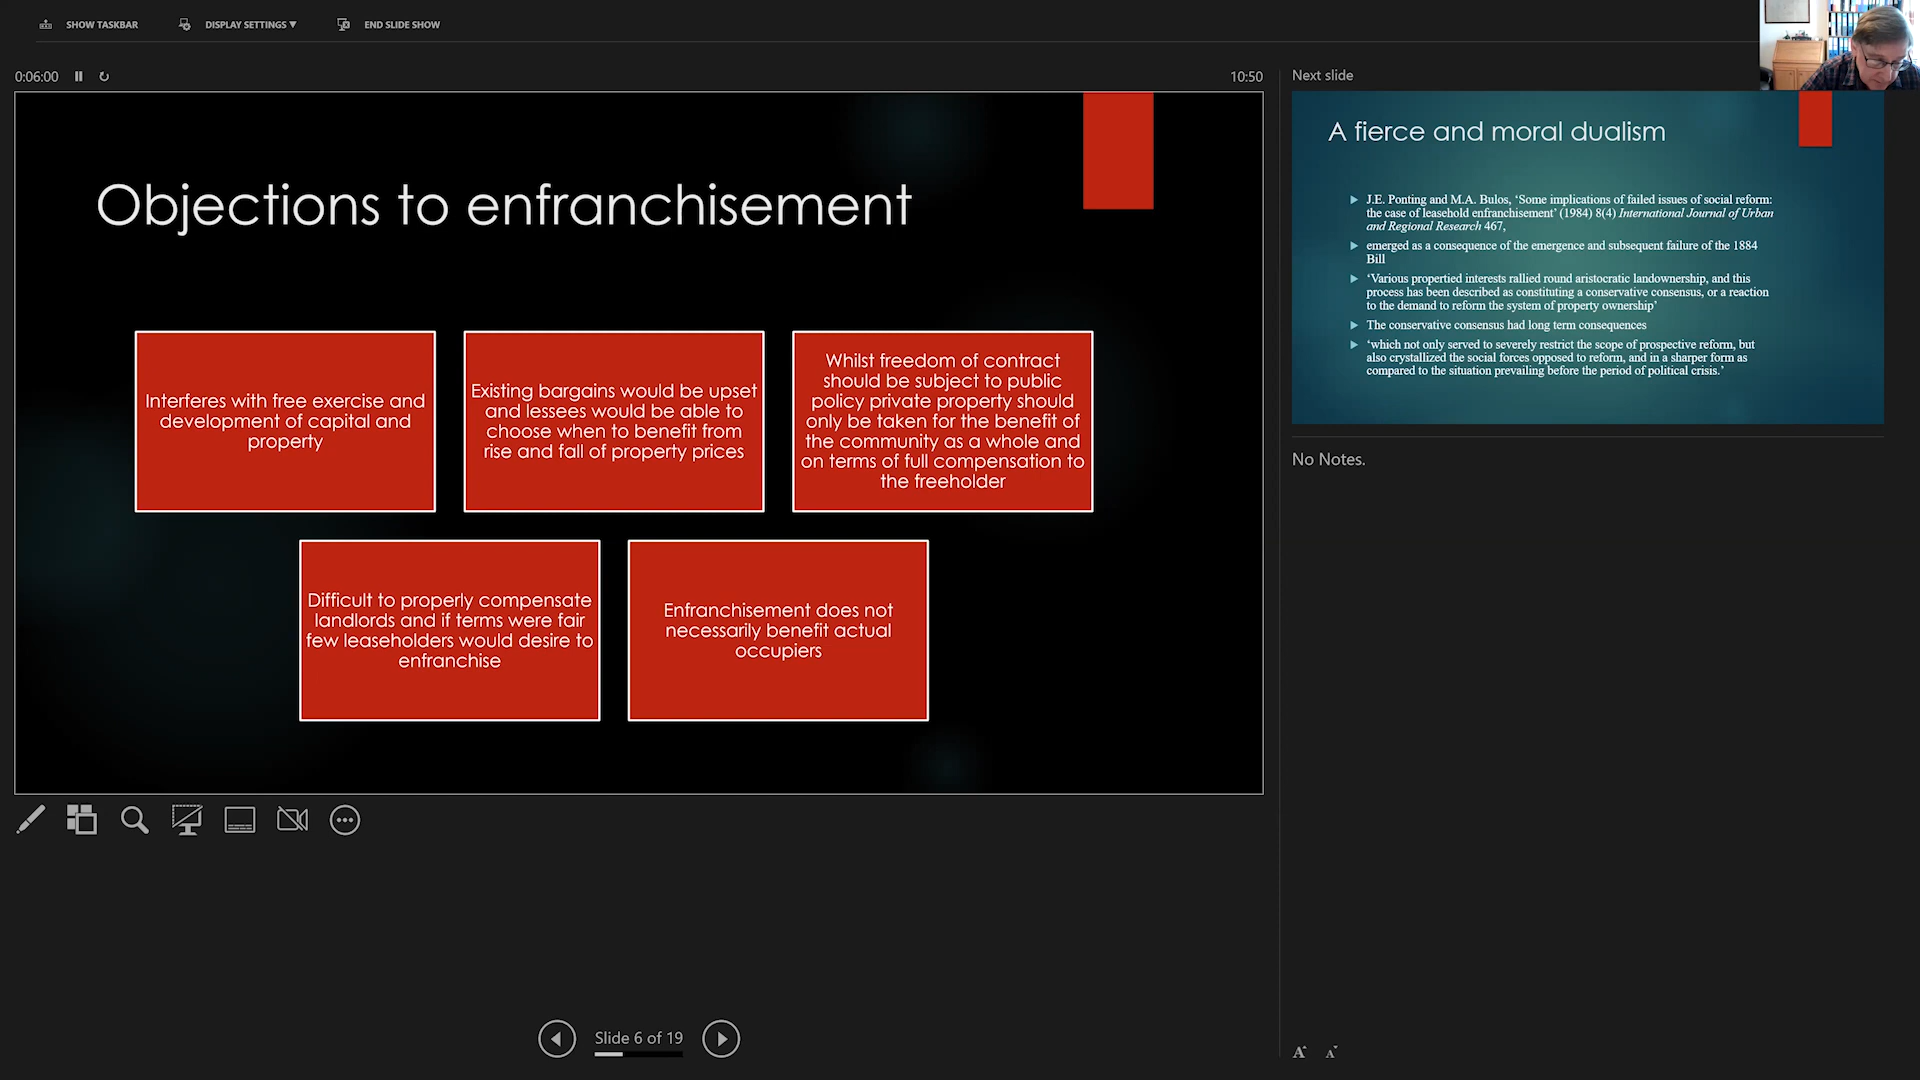 SHOW TASKBAR
DISPLAY SETTINGS ▼
END SLIDE SHOW
0:06:00
10:50
Objections to enfranchisement
Interferes with free exercise and
development of capital and
property
Existing bargains would be upset
and lessees would be able to
choose when to benefit from
rise and fall of property prices
Whilst freedom of contract
should be subject to public
policy private property should
only be taken for the benefit of
the community as a whole and
on terms of full compensation to
the freeholder
Difficult to properly compensate
landlords and if terms were fair
few leaseholders would desire to
enfranchise
Enfranchisement does not
necessarily benefit actual
occupiers
Slide 6 of 19
Next slide
A fierce and moral dualism
J.E. Ponting and M.A. Bulos, ‘Some implications of failed issues of social reform:
the case of leasehold enfranchisement’ (1984) 8(4) International Journal of Urban
and Regional Research 467,
emerged as a consequence of the emergence and subsequent failure of the 1884
Bill
‘Various propertied interests rallied round aristocratic landownership, and this
process has been described as constituting a conservative consensus, or a reaction
to the demand to reform the system of property ownership’
The conservative consensus had long term consequences
‘which not only served to severely restrict the scope of prospective reform, but
also crystallized the social forces opposed to reform, and in a sharper form as
compared to the situation prevailing before the period of political crisis.’
No Notes.
A A